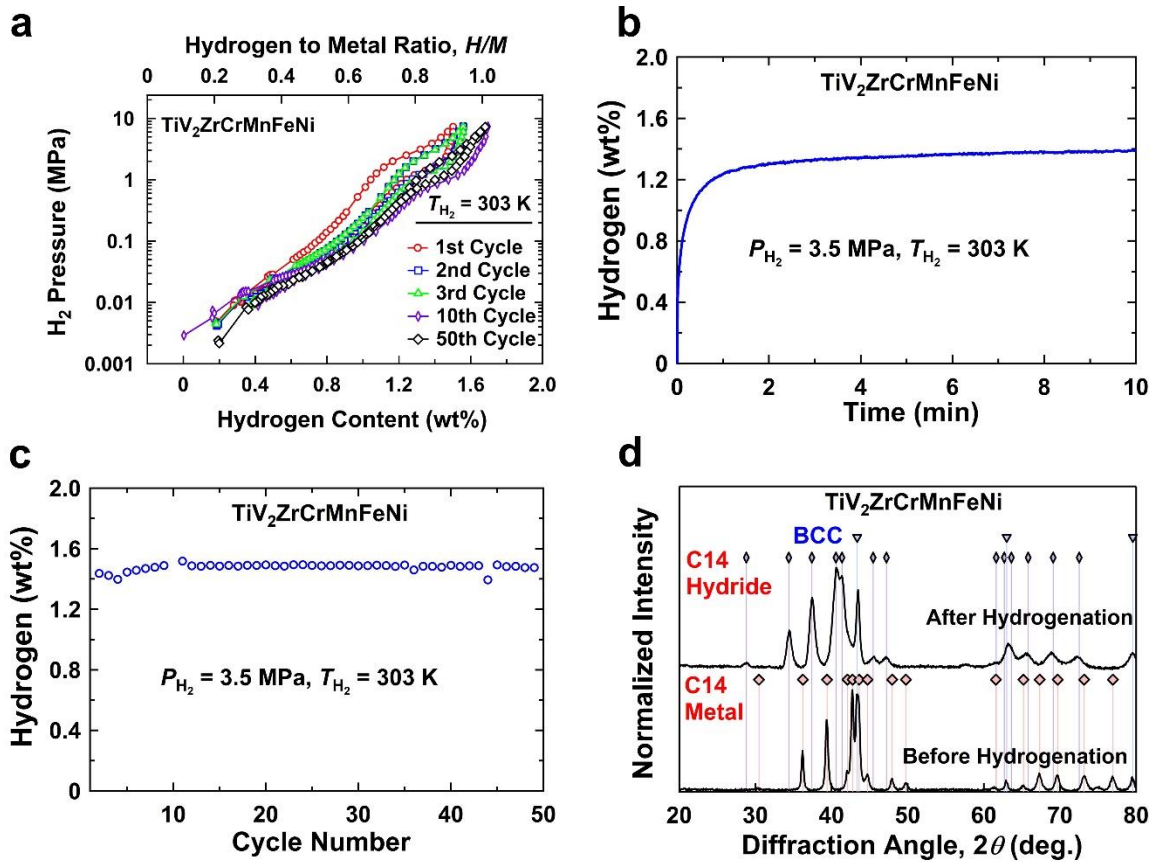 a
Hydrogen to Metal Ratio, H/M
0 0.2 0.4 0.6 0.8 1.0
H₂ Pressure (MPa)
10
1
0.1
0.01
0.001
TiV₂ZrCrMnFeNi
T_H₂ = 303 K
1st Cycle
2nd Cycle
3rd Cycle
10th Cycle
50th Cycle
0 0.4 0.8 1.2 1.6 2.0
Hydrogen Content (wt%)
b
Hydrogen (wt%)
2.0
1.6
1.2
0.8
0.4
0
TiV₂ZrCrMnFeNi
P_H₂ = 3.5 MPa, T_H₂ = 303 K
0 2 4 6 8 10
Time (min)
c
Hydrogen (wt%)
2.0
1.6
1.2
0.8
0.4
0
TiV₂ZrCrMnFeNi
P_H₂ = 3.5 MPa, T_H₂ = 303 K
10 20 30 40 50
Cycle Number
d
Normalized Intensity
TiV₂ZrCrMnFeNi
BCC
C14
Hydride
After Hydrogenation
C14
Metal
Before Hydrogenation
20 30 40 50 60 70 80
Diffraction Angle, 2θ (deg.)